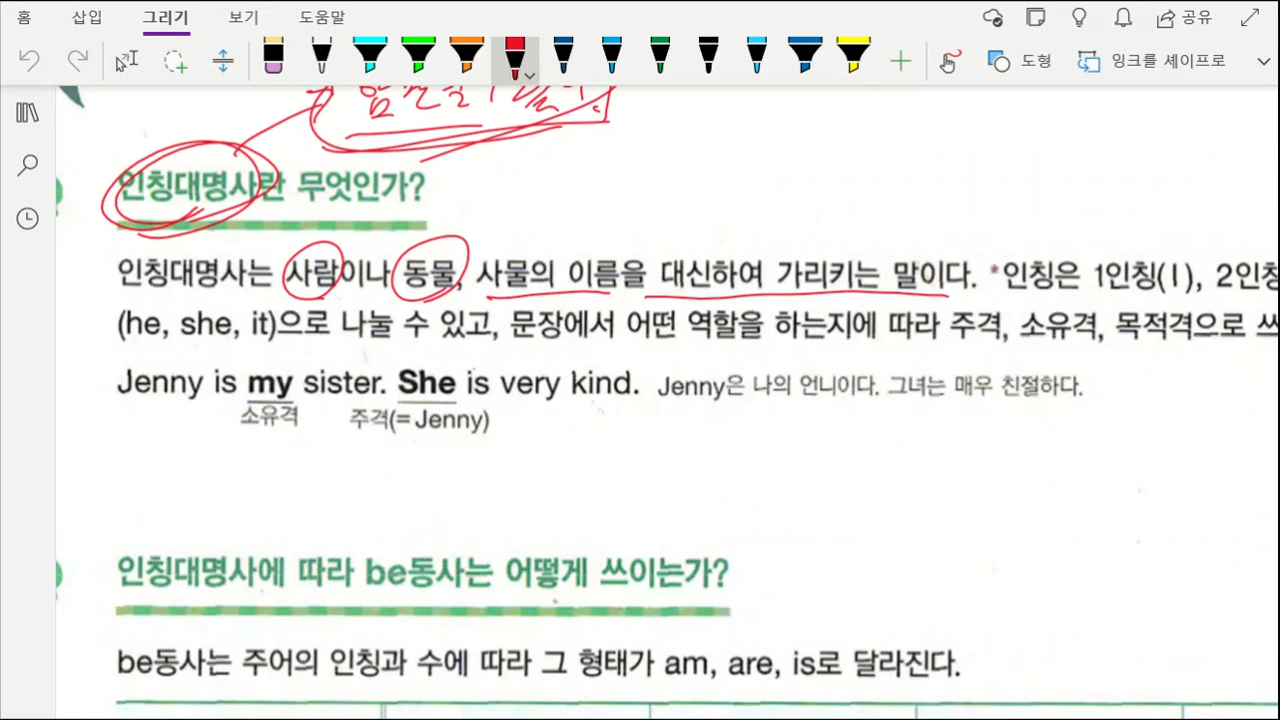 홈 삽입 그리기 보기 도움말 공유
도형 잉크를 셰이프로
인칭대명사란 무엇인가?
인칭대명사는 사람이나 동물, 사물의 이름을 대신하여 가리키는 말이다. *인칭은 1인칭(I), 2인칭
(he, she, it)으로 나눌 수 있고, 문장에서 어떤 역할을 하는지에 따라 주격, 소유격, 목적격으로 쓰
Jenny is my sister. She is very kind. Jenny은 나의 언니이다. 그녀는 매우 친절하다.
소유격 주격(= Jenny)
인칭대명사에 따라 be동사는 어떻게 쓰이는가?
be동사는 주어의 인칭과 수에 따라 그 형태가 am, are, is로 달라진다.